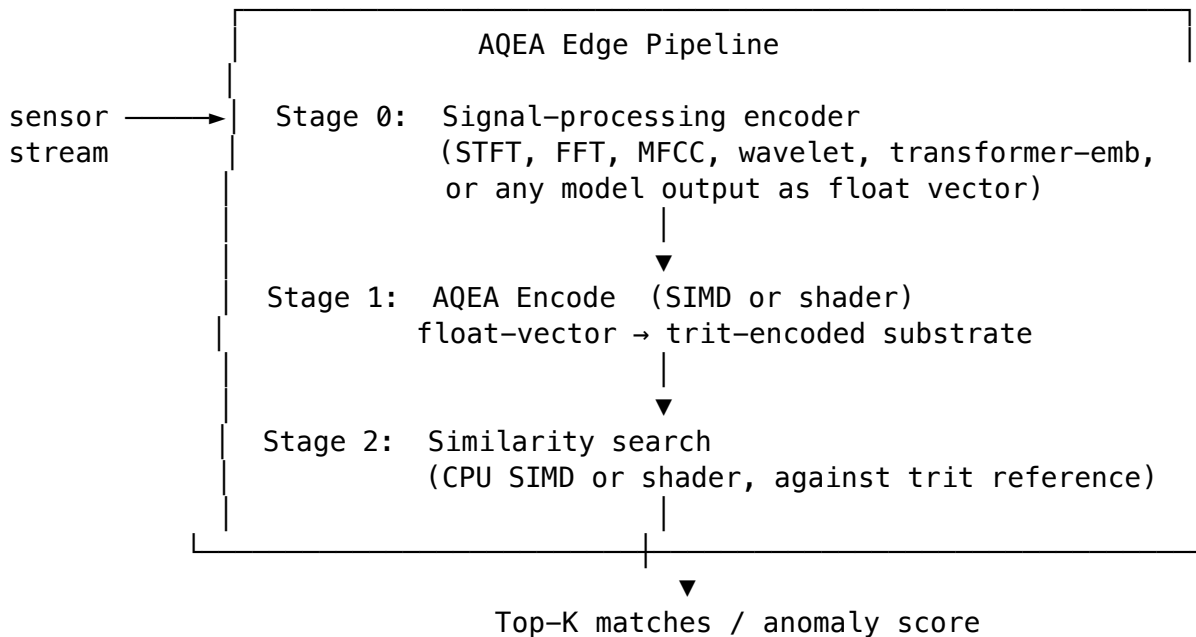 AQEA Edge Pipeline
sensor
stream
Stage 0: Signal-processing encoder
(STFT, FFT, MFCC, wavelet, transformer-emb,
or any model output as float vector)
Stage 1: AQEA Encode (SIMD or shader)
float-vector → trit-encoded substrate
Stage 2: Similarity search
(CPU SIMD or shader, against trit reference)
Top-K matches / anomaly score